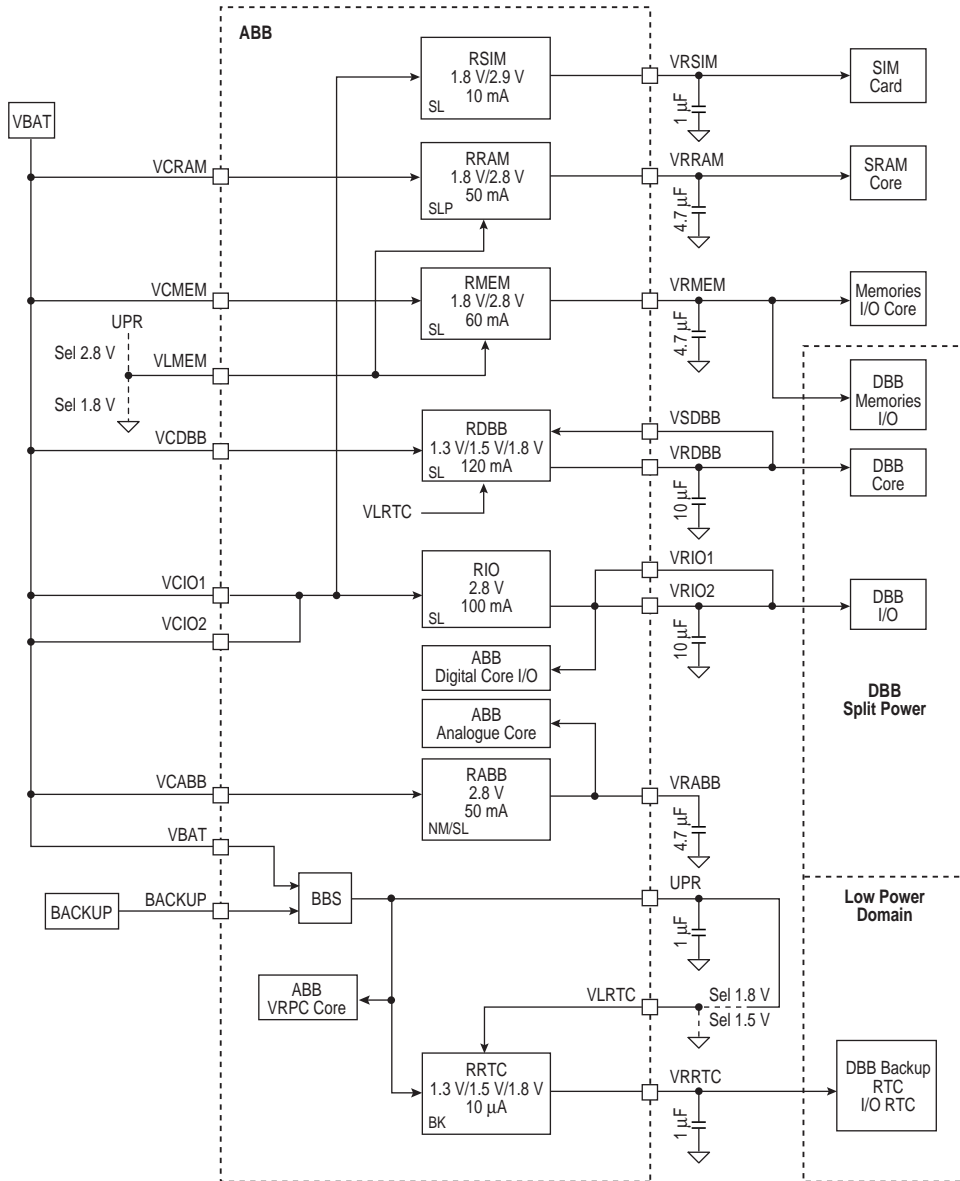 ABB
RSIM
1.8 V/2.9 V
10 mA
SL
VRSIM
1 µF
SIM
Card
VBAT
VCRAM
RRAM
1.8 V/2.8 V
50 mA
SLP
VRRAM
4.7 µF
SRAM
Core
VCMEM
RMEM
1.8 V/2.8 V
60 mA
SL
VRMEM
4.7 µF
Memories
I/O Core
UPR
Sel 2.8 V
VLMEM
Sel 1.8 V
DBB
Memories
I/O
VCDBB
RDBB
1.3 V/1.5 V/1.8 V
120 mA
SL
VLRTC
VSDBB
VRDBB
10 µF
DBB
Core
VCIO1
VCIO2
RIO
2.8 V
100 mA
SL
VRIO1
VRIO2
10 µF
DBB
I/O
ABB
Digital Core I/O
ABB
Analogue Core
DBB
Split Power
VCABB
RABB
2.8 V
50 mA
NM/SL
VRABB
4.7 µF
VBAT
BACKUP
BACKUP
BBS
UPR
1 µF
Low Power
Domain
ABB
VRPC Core
VLRTC
Sel 1.8 V
Sel 1.5 V
RRTC
1.3 V/1.5 V/1.8 V
10 µA
BK
VRRTC
1 µF
DBB Backup
RTC
I/O RTC